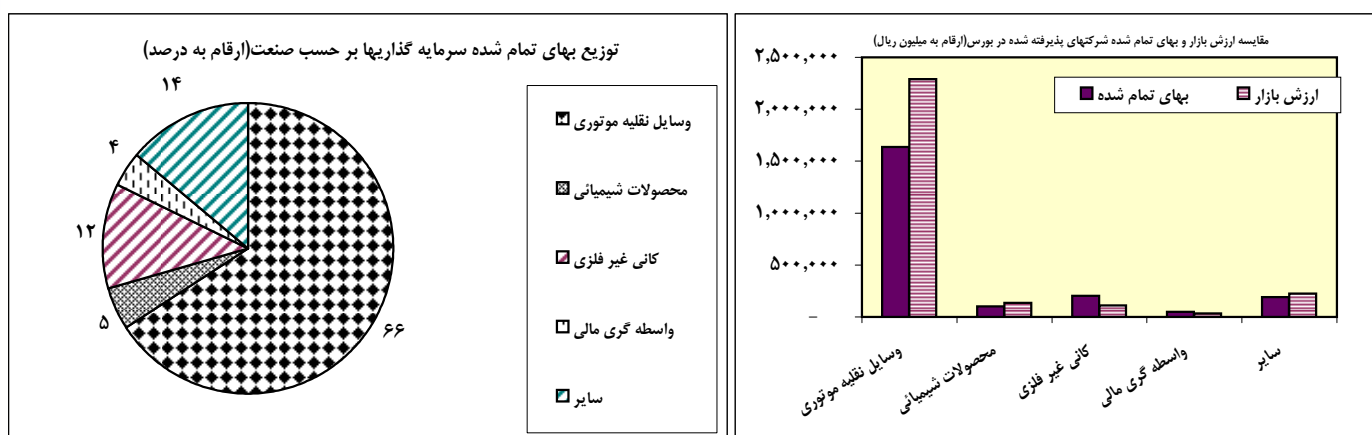 مقایسه ارزش بازار و بهای تمام شده شرکتهای پذیرفته شده در بورس(ارقام به میلیون ریال)
۲,۵۰۰,۰۰۰
۲,۰۰۰,۰۰۰
۱,۵۰۰,۰۰۰
۱,۰۰۰,۰۰۰
۵۰۰,۰۰۰
–
بهای تمام شده
ارزش بازار
وسایل نقلیه موتوری
محصولات شیمیائی
کانی غیر فلزی
واسطه گری مالی
سایر
توزیع بهای تمام شده سرمایه گذاریها بر حسب صنعت(ارقام به درصد)
۱۴
۴
۱۲
۵
۶۶
وسایل نقلیه موتوری
محصولات شیمیائی
کانی غیر فلزی
واسطه گری مالی
سایر